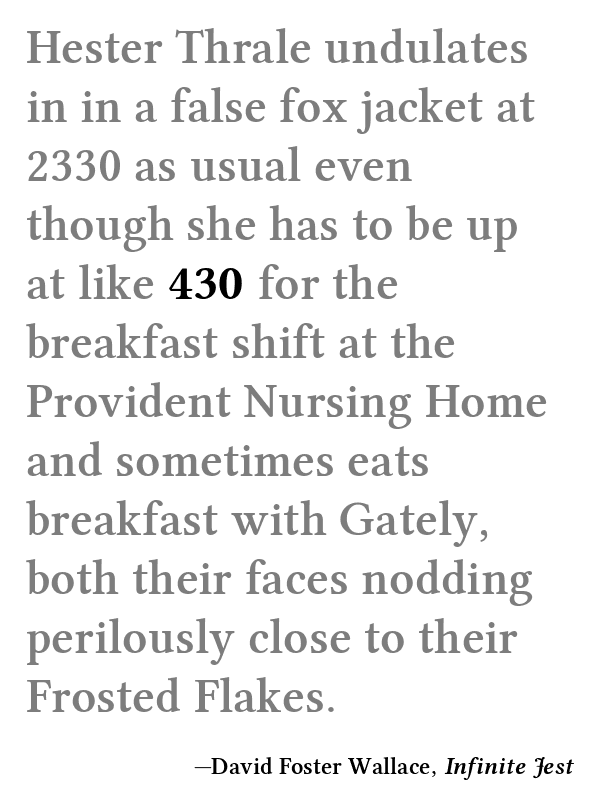 Hester Thrale undulates
in in a false fox jacket at
2330 as usual even
though she has to be up
at like 430 for the
breakfast shift at the
Provident Nursing Home
and sometimes eats
breakfast with Gately,
both their faces nodding
perilously close to their
Frosted Flakes.
—David Foster Wallace, Infinite Jest